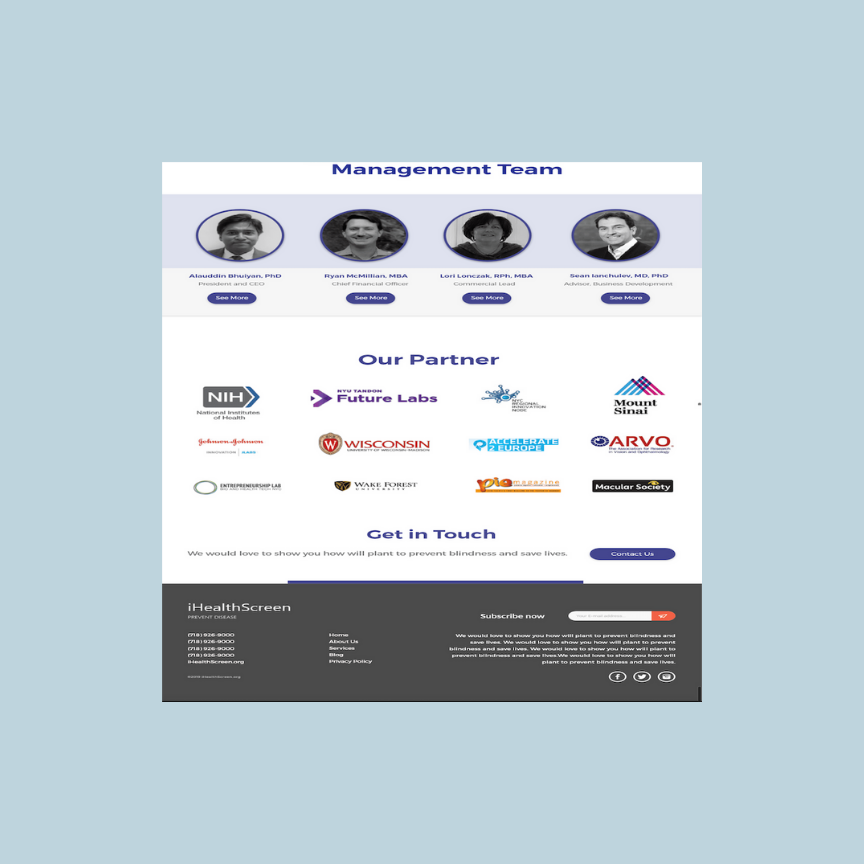 Management Team
Alauddin Bhuiyan, PhD
President and CEO
See More
Ryan McMillian, MBA
Chief Financial Officer
See More
Lori Lonczak, RPh, MBA
Commercial Lead
See More
Sean Ianchulev, MD, PhD
Advisor, Business Development
See More
Our Partner
NIH
National Institutes
of Health
NYU TANDON
Future Labs
NYC
REGIONAL
INNOVATION
NODE
Mount
Sinai
Johnson & Johnson
INNOVATION | JLABS
W WISCONSIN
UNIVERSITY OF WISCONSIN-MADISON
ACCELERATE
2 EUROPE
ARVO
The Association for Research
in Vision and Ophthalmology
ENTREPRENEURSHIP LAB
WAKE FOREST
UNIVERSITY
pie magazine
Macular Society
Get in Touch
We would love to show you how will plant to prevent blindness and save lives.
Contact Us
iHealthScreen
PREVENT DISEASE
(718) 926-9000
(718) 926-9000
(718) 926-9000
(718) 926-9000
iHealthScreen.org
Home
About Us
Services
Blog
Privacy Policy
Subscribe now
Your e-mail address
We would love to show you how will plant to prevent blindness and
save lives. We would love to show you how will plant to prevent
blindness and save lives. We would love to show you how will plant to
prevent blindness and save lives.We would love to show you how will
plant to prevent blindness and save lives.
iHealthScreen.org